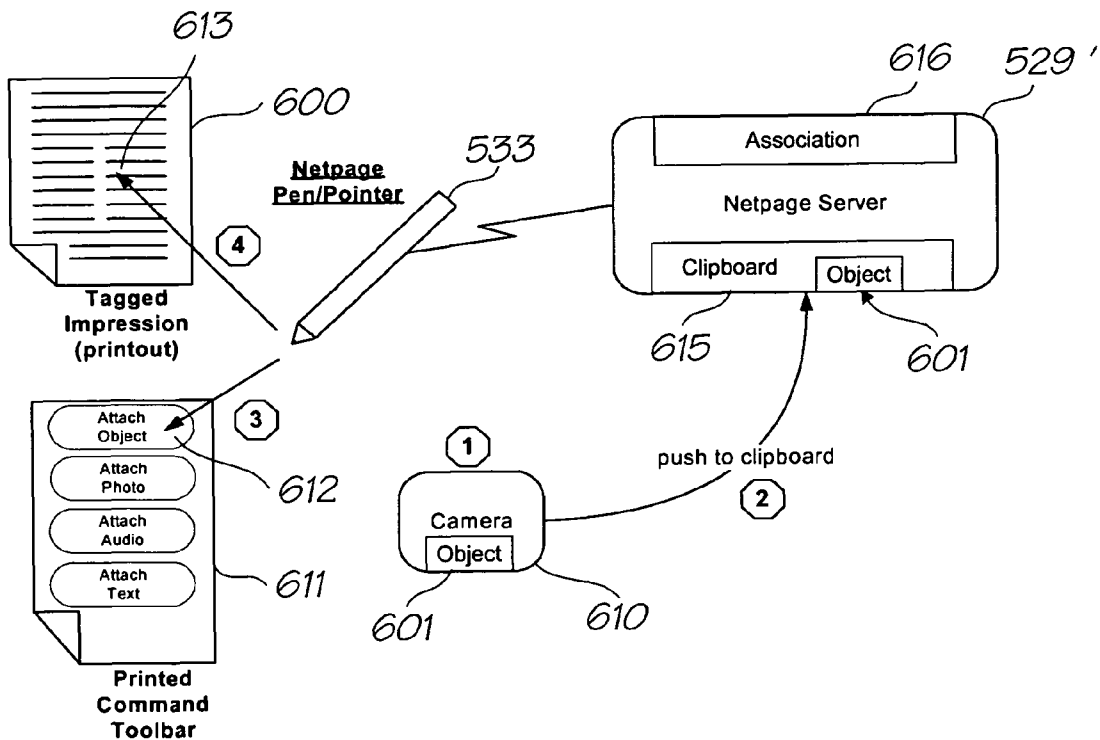 613
600
Netpage
Pen/Pointer
533
616
529'
Association
Netpage Server
Clipboard
Object
615
601
4
Tagged
Impression
(printout)
3
Attach
Object
612
Attach
Photo
Attach
Audio
Attach
Text
611
1
Camera
Object
601
610
push to clipboard
2
Printed
Command
Toolbar